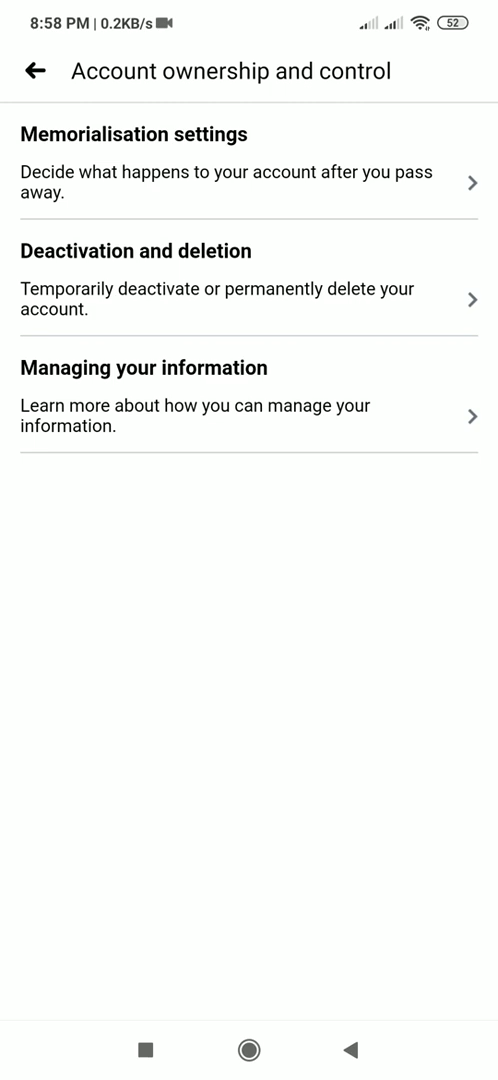 8:58 PM | 0.2KB/s
52
Account ownership and control
Memorialisation settings
Decide what happens to your account after you pass
away.
Deactivation and deletion
Temporarily deactivate or permanently delete your
account.
Managing your information
Learn more about how you can manage your
information.